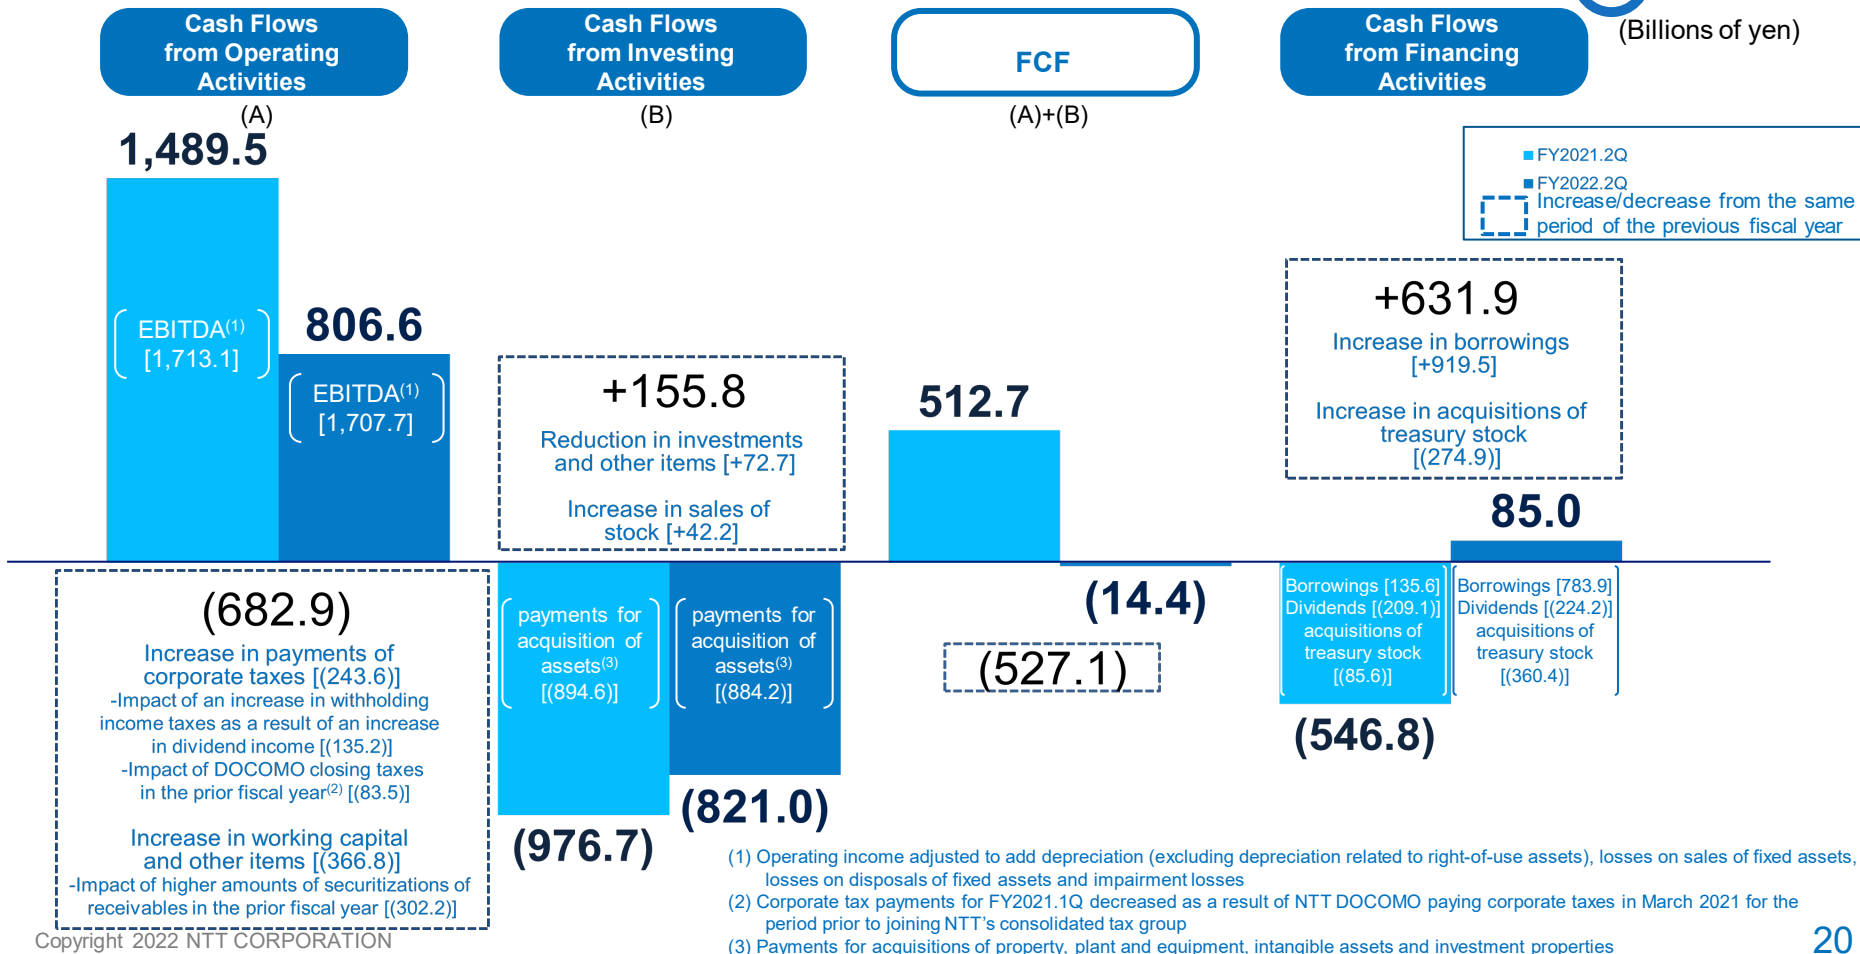 Cash Flows
from Operating
Activities
(A)
Cash Flows
from Investing
Activities
(B)
FCF
(A)+(B)
Cash Flows
from Financing
Activities
(Billions of yen)
FY2021.2Q
FY2022.2Q
Increase/decrease from the same
period of the previous fiscal year
1,489.5
EBITDA(1)
[1,713.1]
806.6
EBITDA(1)
[1,707.7]
(682.9)
Increase in payments of
corporate taxes [(243.6)]
-Impact of an increase in withholding
income taxes as a result of an increase
in dividend income [(135.2)]
-Impact of DOCOMO closing taxes
in the prior fiscal year(2) [(83.5)]
Increase in working capital
and other items [(366.8)]
-Impact of higher amounts of securitizations of
receivables in the prior fiscal year [(302.2)]
+155.8
Reduction in investments
and other items [+72.7]
Increase in sales of
stock [+42.2]
payments for
acquisition of
assets(3)
[(894.6)]
(976.7)
payments for
acquisition of
assets(3)
[(884.2)]
(821.0)
512.7
(14.4)
(527.1)
+631.9
Increase in borrowings
[+919.5]
Increase in acquisitions of
treasury stock
[(274.9)]
85.0
Borrowings [135.6]
Dividends [(209.1)]
acquisitions of
treasury stock
[(85.6)]
(546.8)
Borrowings [783.9]
Dividends [(224.2)]
acquisitions of
treasury stock
[(360.4)]
(1) Operating income adjusted to add depreciation (excluding depreciation related to right-of-use assets), losses on sales of fixed assets,
losses on disposals of fixed assets and impairment losses
(2) Corporate tax payments for FY2021.1Q decreased as a result of NTT DOCOMO paying corporate taxes in March 2021 for the
period prior to joining NTT's consolidated tax group
(3) Payments for acquisitions of property, plant and equipment, intangible assets and investment properties
Copyright 2022 NTT CORPORATION
20